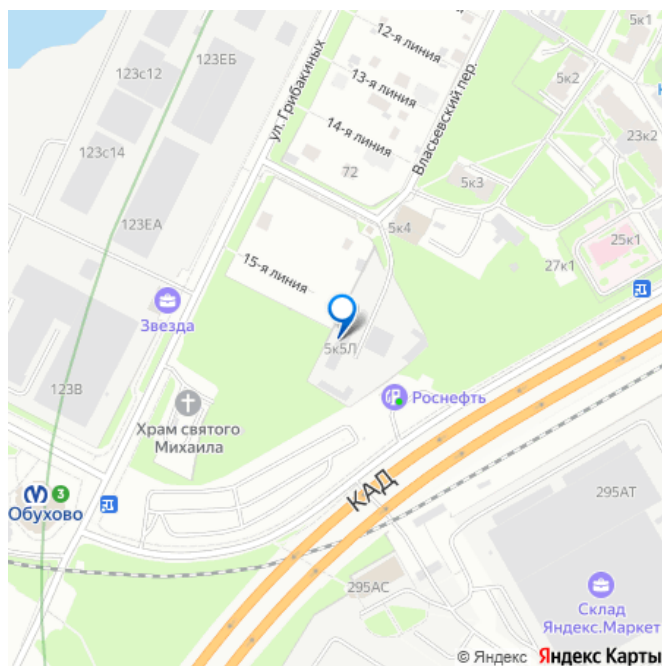 5к1
12-я линия
123ЕБ
123с12
ул. Грибакиных
13-я линия
Власьевский пер.
5к2
К
14-я линия
23к2
123с14
72
5к3
123ЕА
5к4
25к1
15-я линия
27к1
Звезда
5к5Л
123В
Роснефть
Храм святого
Михаила
КАД
М 3
Обухово
295АТ
295АС
Склад
Яндекс.Маркет
© Яндекс Яндекс Карты